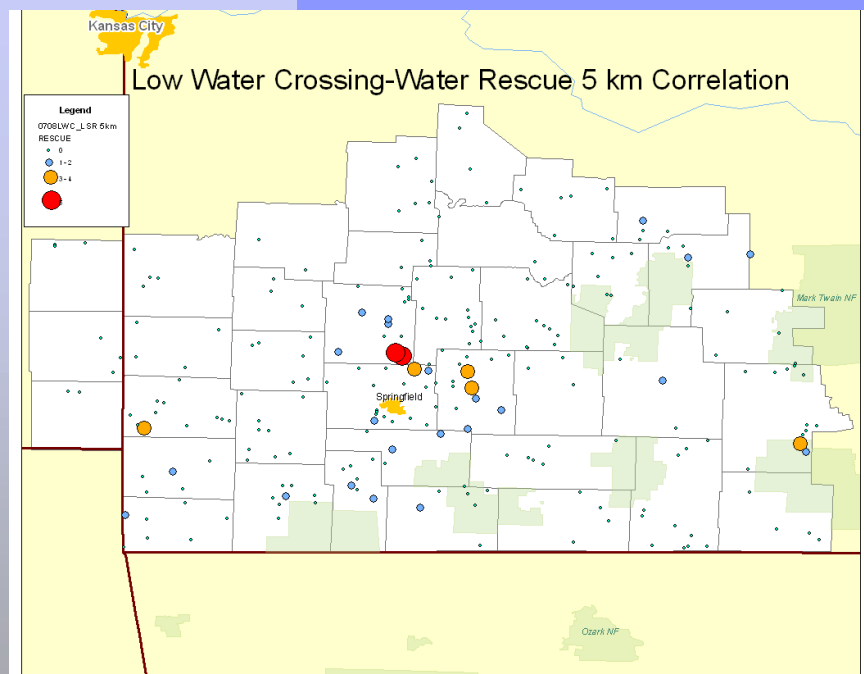 Kansas City
Low Water Crossing-Water Rescue 5 km Correlation
Legend
0708LWC_LSR 5km
RESCUE
0
1 - 2
3 - 4
Mark Twain NF
Springfield
Ozark NF